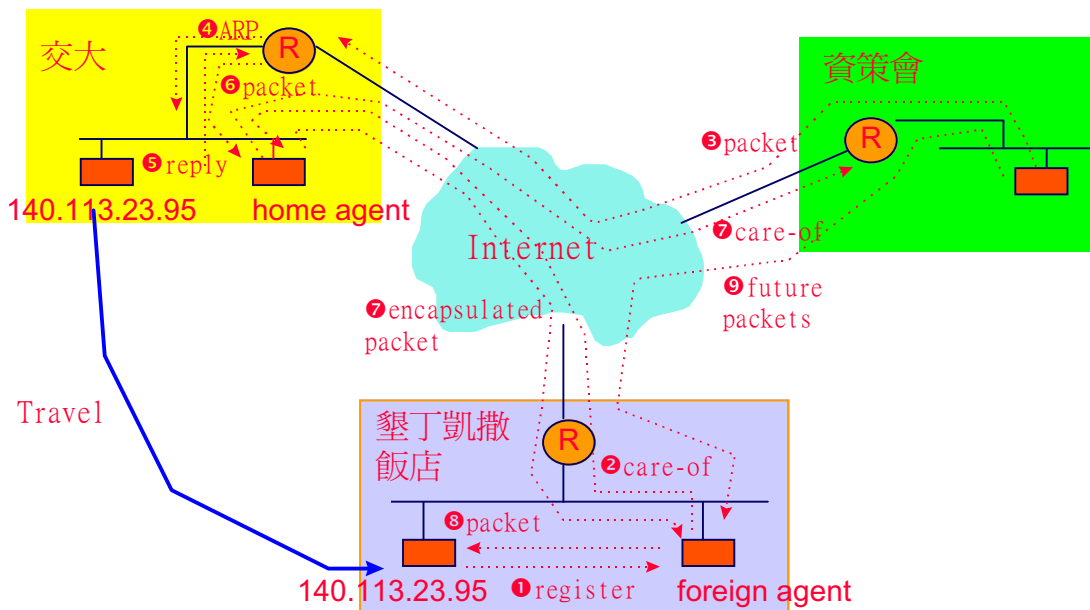 交大
❹ARP
R
❻packet
❺reply
140.113.23.95
home agent
資策會
R
❸packet
❼care-of
Internet
❾future
packets
❼encapsulated
packet
Travel
墾丁凱撒
飯店
R
❷care-of
❽packet
❶register
140.113.23.95
foreign agent